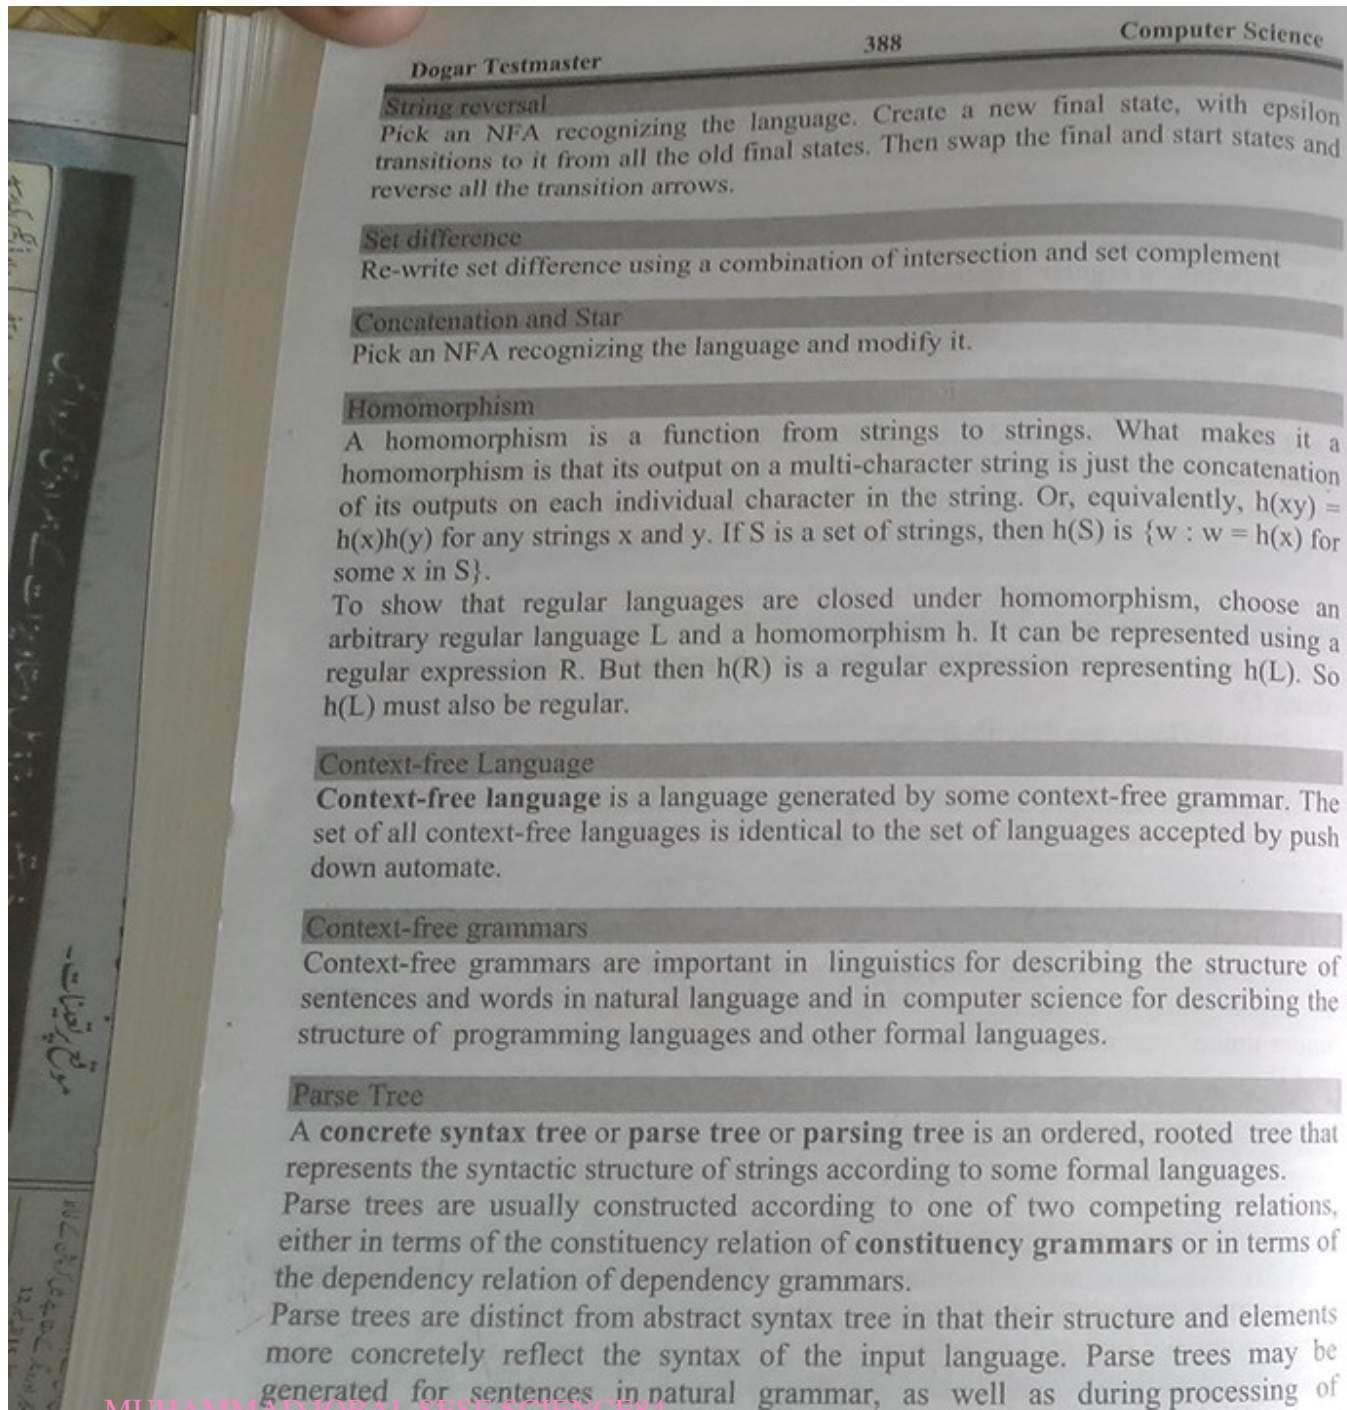 Dogar Testmaster 388 Computer Science
String reversal
Pick an NFA recognizing the language. Create a new final state, with epsilon
transitions to it from all the old final states. Then swap the final and start states and
reverse all the transition arrows.
Set difference
Re-write set difference using a combination of intersection and set complement
Concatenation and Star
Pick an NFA recognizing the language and modify it.
Homomorphism
A homomorphism is a function from strings to strings. What makes it a
homomorphism is that its output on a multi-character string is just the concatenation
of its outputs on each individual character in the string. Or, equivalently, h(xy) =
h(x)h(y) for any strings x and y. If S is a set of strings, then h(S) is {w : w = h(x) for
some x in S}.
To show that regular languages are closed under homomorphism, choose an
arbitrary regular language L and a homomorphism h. It can be represented using a
regular expression R. But then h(R) is a regular expression representing h(L). So
h(L) must also be regular.
Context-free Language
Context-free language is a language generated by some context-free grammar. The
set of all context-free languages is identical to the set of languages accepted by push
down automate.
Context-free grammars
Context-free grammars are important in linguistics for describing the structure of
sentences and words in natural language and in computer science for describing the
structure of programming languages and other formal languages.
Parse Tree
A concrete syntax tree or parse tree or parsing tree is an ordered, rooted tree that
represents the syntactic structure of strings according to some formal languages.
Parse trees are usually constructed according to one of two competing relations,
either in terms of the constituency relation of constituency grammars or in terms of
the dependency relation of dependency grammars.
Parse trees are distinct from abstract syntax tree in that their structure and elements
more concretely reflect the syntax of the input language. Parse trees may be
generated for sentences in natural grammar, as well as during processing of
MUHAMMAD IQBAL SESE SCIENCE